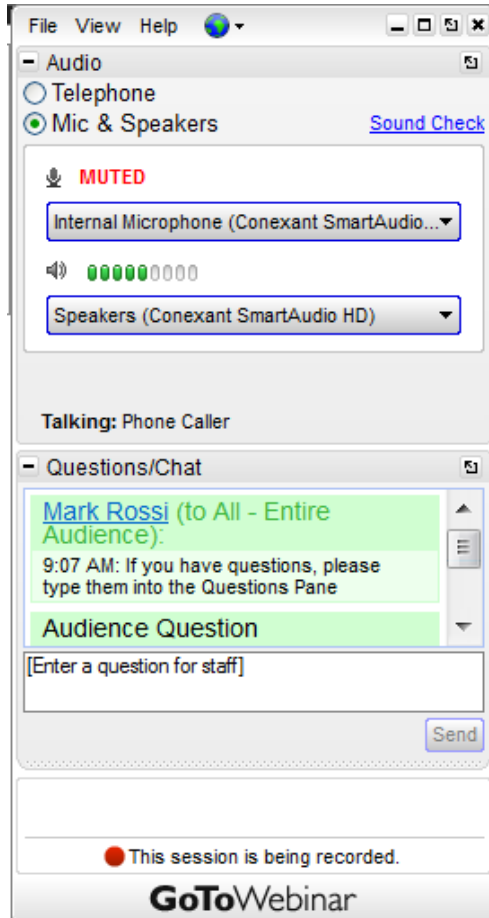 File View Help
Audio
Telephone
Mic & Speakers Sound Check
MUTED
Internal Microphone (Conexant SmartAudio...
Speakers (Conexant SmartAudio HD)
Talking: Phone Caller
Questions/Chat
Mark Rossi (to All - Entire
Audience):
9:07 AM: If you have questions, please
type them into the Questions Pane
Audience Question
[Enter a question for staff]
Send
This session is being recorded.
GoToWebinar